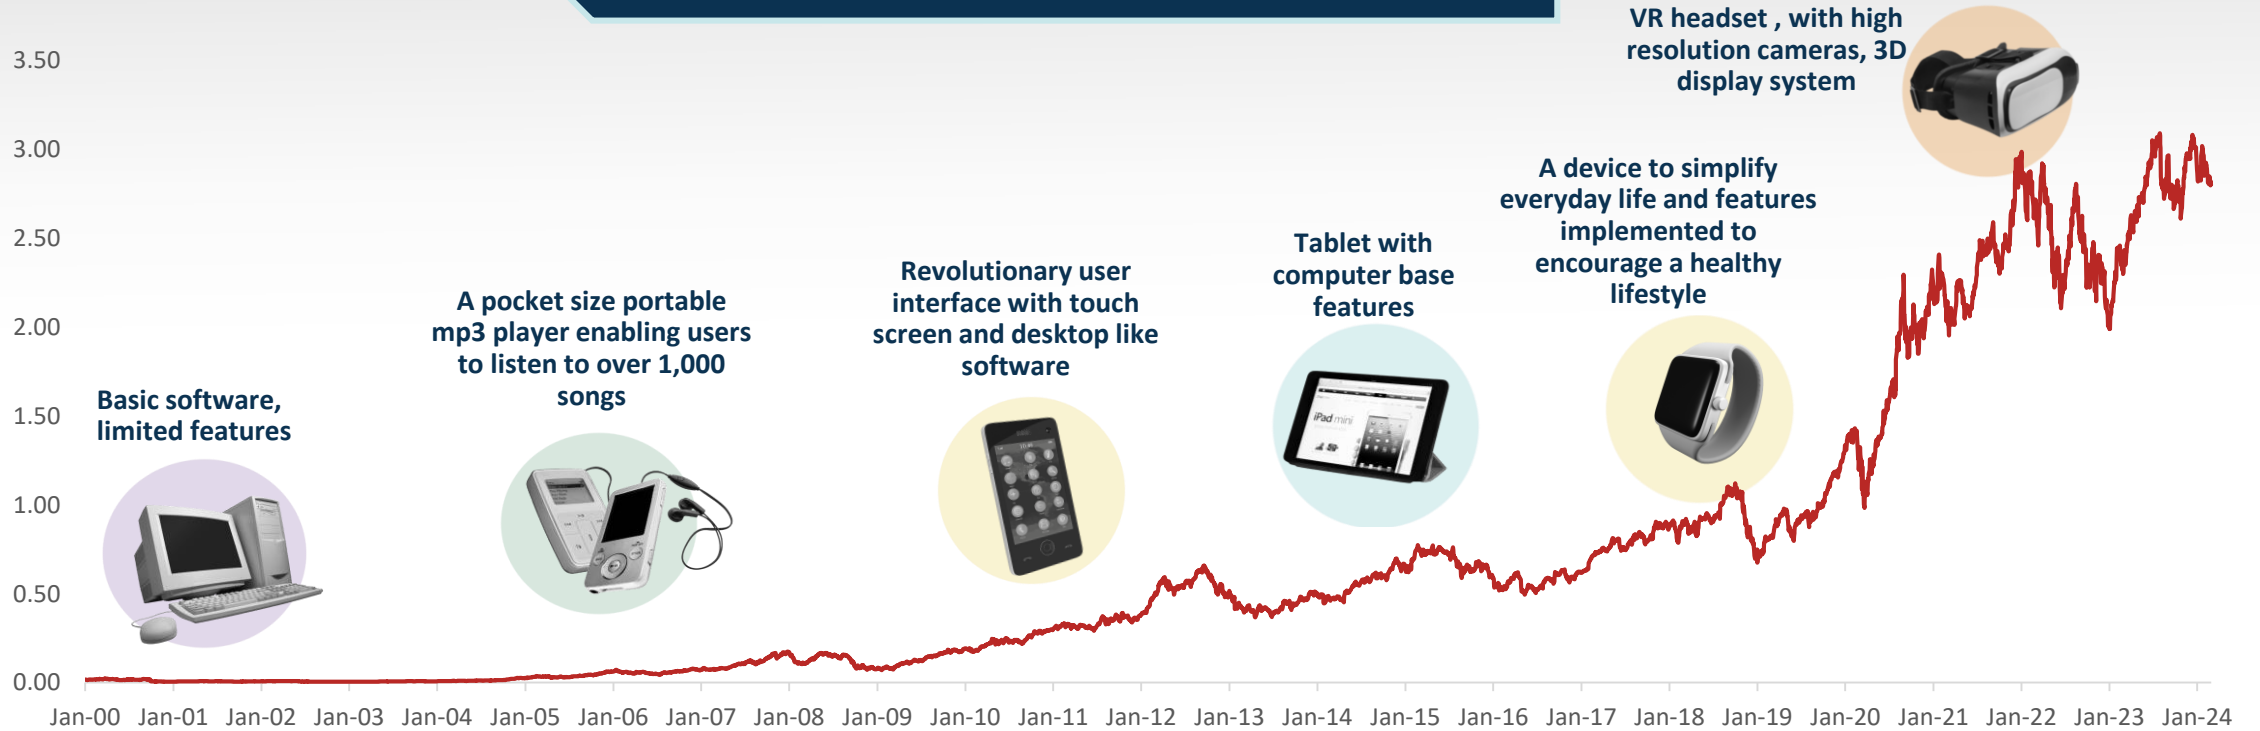 VR headset , with high
resolution cameras, 3D
display system
A device to simplify
everyday life and features
implemented to
encourage a healthy
lifestyle
Tablet with
computer base
features
Revolutionary user
interface with touch
screen and desktop like
software
A pocket size portable
mp3 player enabling users
to listen to over 1,000
songs
Basic software,
limited features
iPad mini
3.50
3.00
2.50
2.00
1.50
1.00
0.50
0.00
Jan-00 Jan-01 Jan-02 Jan-03 Jan-04 Jan-05 Jan-06 Jan-07 Jan-08 Jan-09 Jan-10 Jan-11 Jan-12 Jan-13 Jan-14 Jan-15 Jan-16 Jan-17 Jan-18 Jan-19 Jan-20 Jan-21 Jan-22 Jan-23 Jan-24